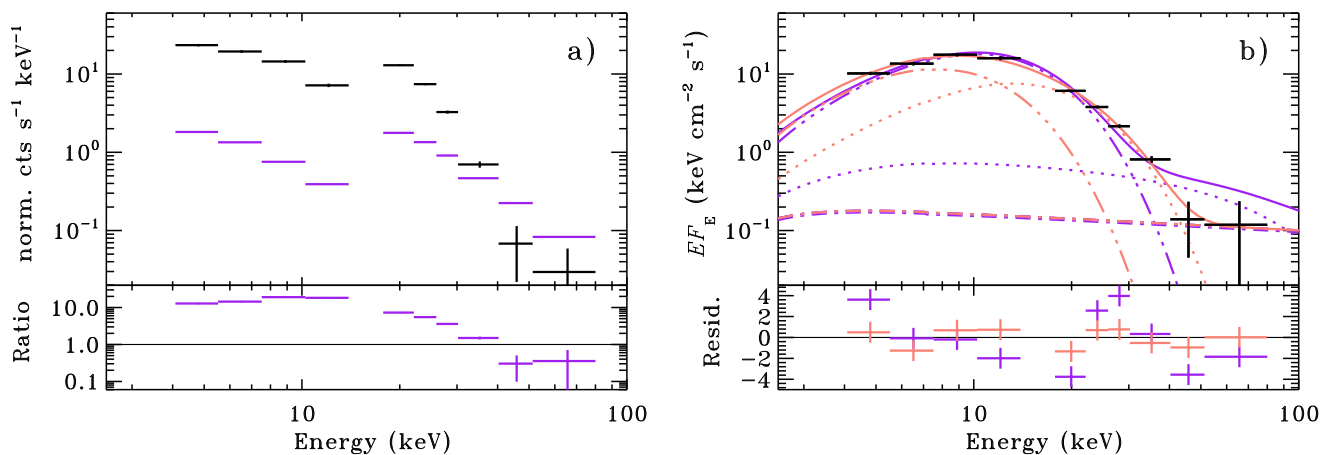 a)
norm. cts s⁻¹ keV⁻¹
10¹
10⁰
10⁻¹
Ratio
10.0
1.0
0.1
10
100
Energy (keV)
b)
EF_E (keV cm⁻² s⁻¹)
10¹
10⁰
10⁻¹
Resid.
4
2
0
−2
−4
10
100
Energy (keV)